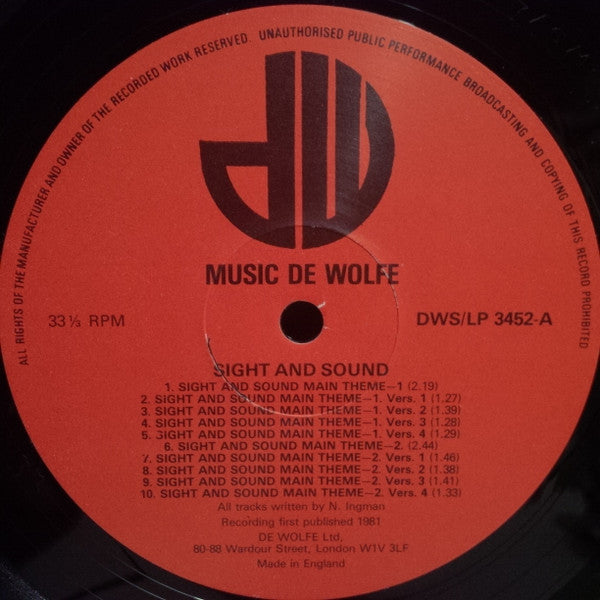 ALL RIGHTS OF THE MANUFACTURER AND OWNER OF THE RECORDED WORK RESERVED. UNAUTHORISED PUBLIC PERFORMANCE BROADCASTING AND COPYING OF THIS RECORD PROHIBITED
dW
MUSIC DE WOLFE
33⅓ RPM
DWS/LP 3452-A
SIGHT AND SOUND
1. SIGHT AND SOUND MAIN THEME—1 (2.19)
2. SIGHT AND SOUND MAIN THEME—1. Vers. 1 (1.27)
3. SIGHT AND SOUND MAIN THEME—1. Vers. 2 (1.39)
4. SIGHT AND SOUND MAIN THEME—1. Vers. 3 (1.28)
5. SIGHT AND SOUND MAIN THEME—1. Vers. 4 (1.29)
6. SIGHT AND SOUND MAIN THEME—2. (2.44)
7. SIGHT AND SOUND MAIN THEME—2. Vers. 1 (1.46)
8. SIGHT AND SOUND MAIN THEME—2. Vers. 2 (1.38)
9. SIGHT AND SOUND MAIN THEME—2. Vers. 3 (1.41)
10. SIGHT AND SOUND MAIN THEME—2. Vers. 4 (1.33)
All tracks written by N. Ingman
Recording first published 1981
DE WOLFE Ltd,
80-88 Wardour Street, London W1V 3LF
Made in England